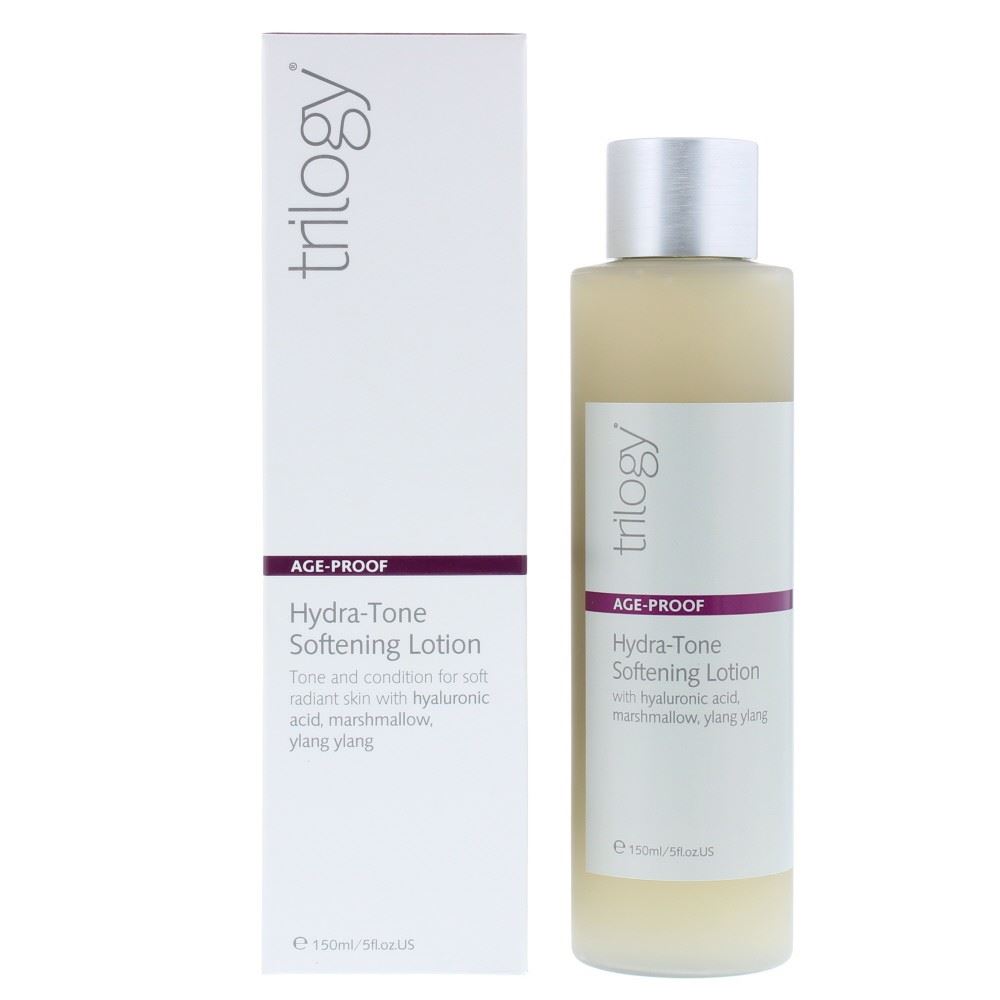 trilogy®
AGE-PROOF
Hydra-Tone
Softening Lotion
Tone and condition for soft
radiant skin with hyaluronic
acid, marshmallow,
ylang ylang
℮ 150ml/5fl.oz.US
trilogy®
AGE-PROOF
Hydra-Tone
Softening Lotion
with hyaluronic acid,
marshmallow, ylang ylang
℮ 150ml/5fl.oz.US